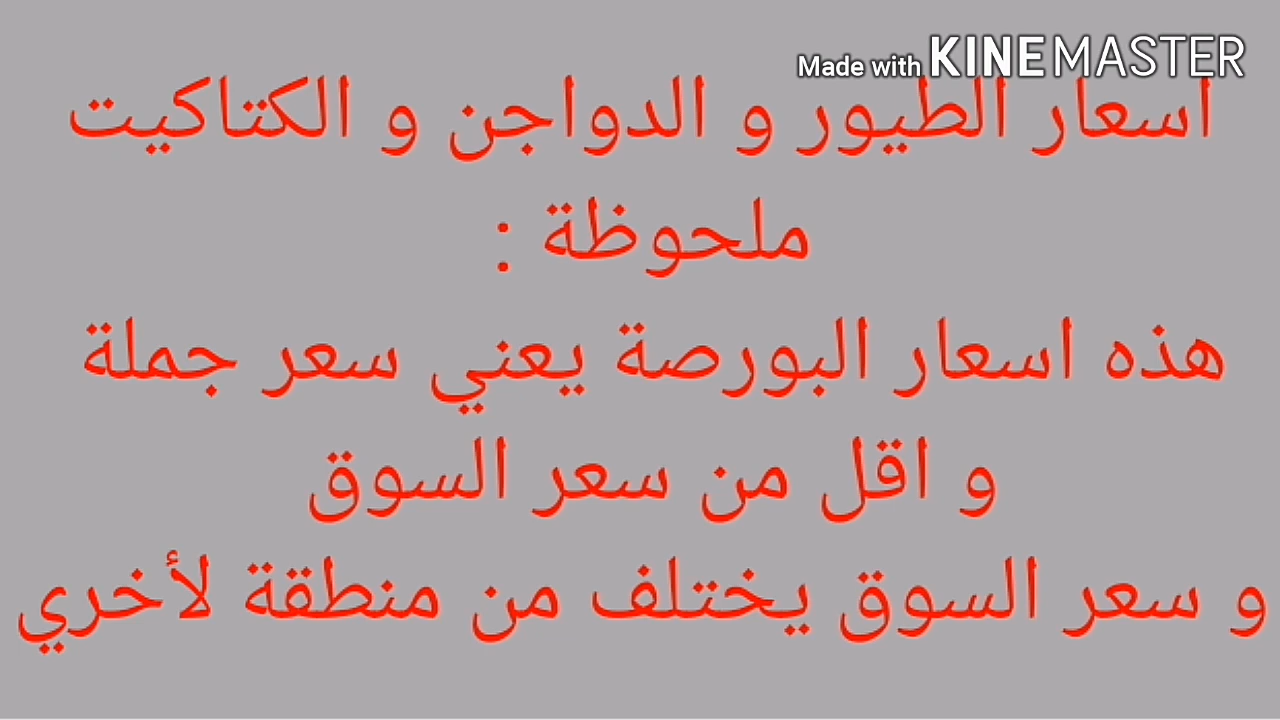 Made with KINEMASTER
اسعار الطيور و الدواجن و الكتاكيت
ملحوظة :
هذه اسعار البورصة يعني سعر جملة
و اقل من سعر السوق
و سعر السوق يختلف من منطقة لأخري